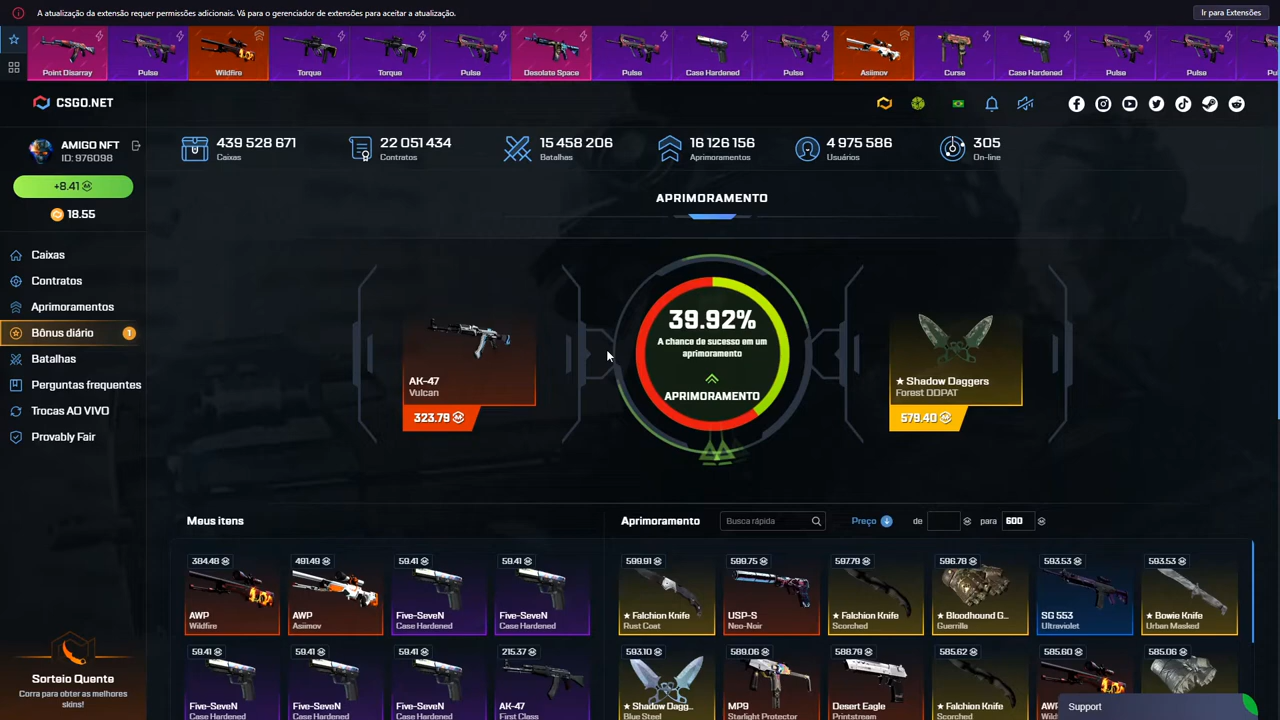 A atualização da extensão requer permissões adicionais. Vá para o gerenciador de extensões para aceitar a atualização.
Ir para Extensões
Point Disarray
Pulse
Wildfire
Torque
Torque
Pulse
Desolate Space
Pulse
Case Hardened
Pulse
Asiimov
Curse
Case Hardened
Pulse
Pulse
CSGO.NET
AMIGO NFT
ID: 976098
+8.41
18.55
439 528 671
Caixas
22 051 434
Contratos
15 458 206
Batalhas
16 126 156
Aprimoramentos
4 975 586
Usuários
305
On-line
Caixas
Contratos
Aprimoramentos
Bônus diário 1
Batalhas
Perguntas frequentes
Trocas AO VIVO
Provably Fair
Sorteio Quente
Corra para obter as melhores
skins!
APRIMORAMENTO
AK-47
Vulcan
323.79
39.92%
A chance de sucesso em um
aprimoramento
APRIMORAMENTO
★ Shadow Daggers
Forest DDPAT
579.40
Meus itens
Aprimoramento
Busca rápida
Preço
de
para 600
384.48
AWP
Wildfire
491.49
AWP
Asiimov
59.41
Five-SeveN
Case Hardened
59.41
Five-SeveN
Case Hardened
599.91
★ Falchion Knife
Rust Coat
599.75
USP-S
Neo-Noir
597.79
★ Falchion Knife
Scorched
596.78
★ Bloodhound G...
Guerrilla
593.53
SG 553
Ultraviolet
593.53
★ Bowie Knife
Urban Masked
59.41
Five-SeveN
Case Hardened
59.41
Five-SeveN
Case Hardened
59.41
Five-SeveN
Case Hardened
215.37
AK-47
First Class
593.10
★ Shadow Dagg...
Blue Steel
589.06
MP9
Starlight Protector
588.79
Desert Eagle
Printstream
585.62
★ Falchion Knife
Scorched
585.60
585.06
Support